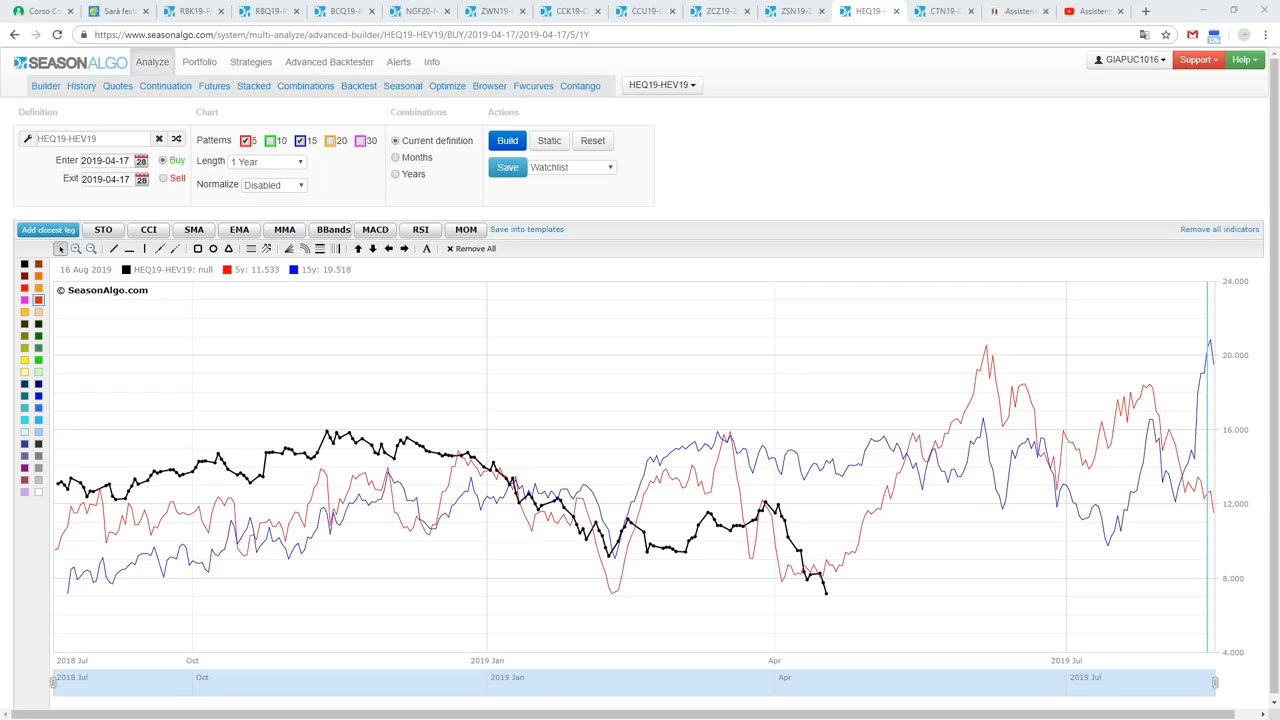 Corso Co
Sarà festa
RBK19-R
RBQ19-R
BCQ19-B
NGF20-F
ZWN19-
CCK19-C
CCU19-C
ZCZ19-Z
ZSN19-Z
HEQ19-H
CTN19-C
Assistenz
Assistenz
https://www.seasonalgo.com/system/multi-analyze/advanced-builder/HEQ19-HEV19/BUY/2019-04-17/2019-04-17/5/1Y
SEASONALGO
Analyze
Portfolio
Strategies
Advanced Backtester
Alerts
Info
GIAPUC1016
Support
Help
Builder
History
Quotes
Continuation
Futures
Stacked
Combinations
Backtest
Seasonal
Optimize
Browser
Fwcurves
Contango
HEQ19-HEV19
Definition
Chart
Combinations
Actions
HEQ19-HEV19
Patterns 5 10 15 20 30
Current definition
Build
Static
Reset
Enter 2019-04-17 28 Buy
Length 1 Year
Months
Save
Watchlist
Exit 2019-04-17 28 Sell
Normalize Disabled
Years
Add closest leg
STO
CCI
SMA
EMA
MMA
BBands
MACD
RSI
MOM
Save into templates
Remove all indicators
A
Remove All
16 Aug 2019
HEQ19-HEV19: null
5y: 11.533
15y: 19.518
© SeasonAlgo.com
24.000
20.000
16.000
12.000
8.000
4.000
2018 Jul
Oct
2019 Jan
Apr
2019 Jul
2018 Jul
Oct
2019 Jan
Apr
2019 Jul